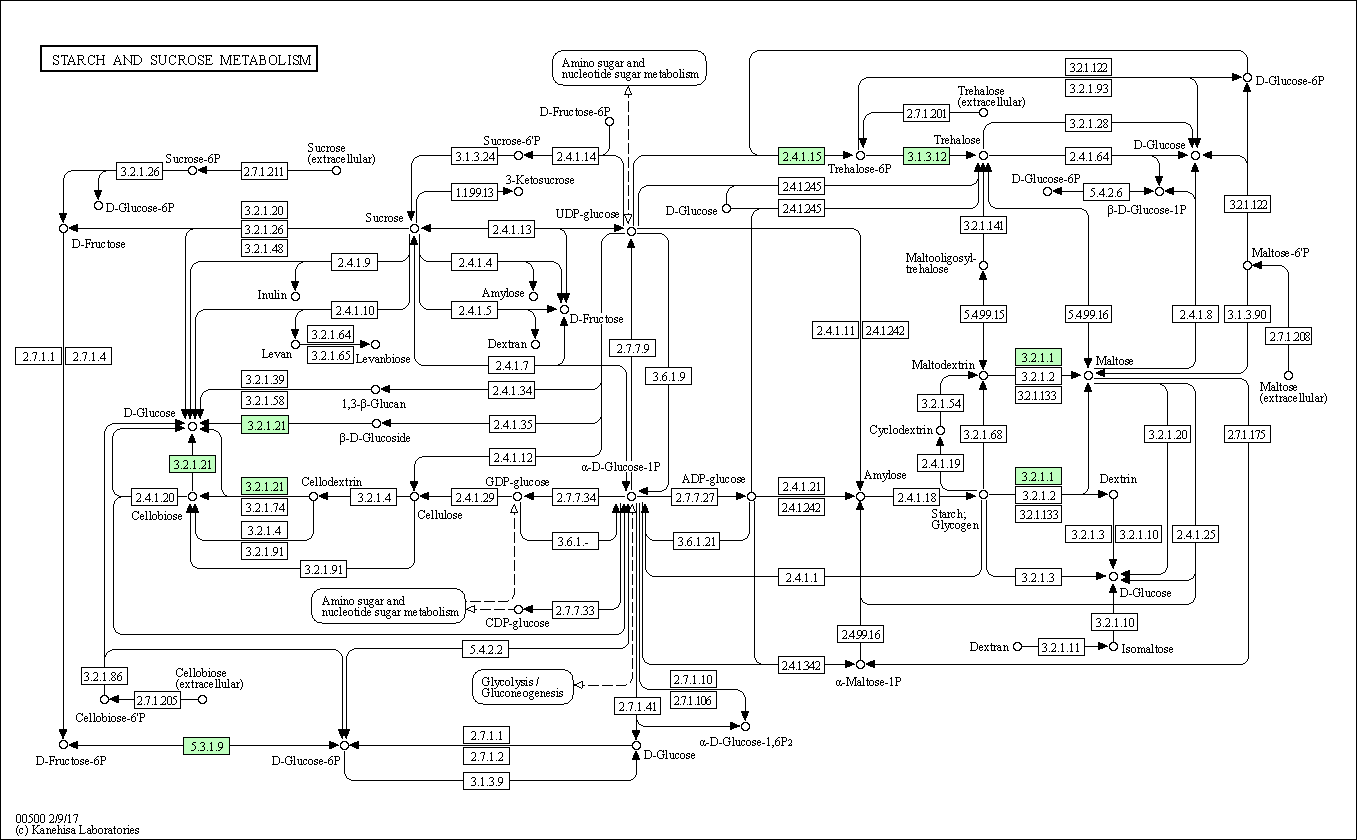 STARCH AND SUCROSE METABOLISM
Amino sugar and
nucleotide sugar metabolism
3.2.1.122
D-Glucose-6P
3.2.1.93
Trehalose
(extracellular)
2.7.1.201
D-Fructose-6P
3.2.1.28
Sucrose-6'P
Trehalose
D-Glucose
Sucrose
(extracellular)
Sucrose-6P
3.2.1.26
2.7.1.211
3.1.3.24
2.4.1.14
2.4.1.15
3.1.3.12
2.4.1.64
Trehalose-6P
3-Ketosucrose
1.1.99.13
2.4.1.245
D-Glucose-6P
5.4.2.6
D-Glucose-6P
D-Glucose
2.4.1.245
β-D-Glucose-1P
3.2.1.122
3.2.1.20
Sucrose
UDP-glucose
3.2.1.26
2.4.1.13
3.2.1.141
D-Fructose
3.2.1.48
Maltose-6'P
2.4.1.9
2.4.1.4
Maltooligosyl-
trehalose
Inulin
Amylose
2.4.1.10
2.4.1.5
D-Fructose
5.4.99.15
5.4.99.16
2.4.1.8
3.1.3.90
2.4.1.11
2.4.1.242
2.7.1.208
3.2.1.64
Levan
3.2.1.65
Levanbiose
Dextran
2.7.7.9
2.7.1.1
2.7.1.4
3.2.1.1
2.4.1.7
Maltodextrin
3.2.1.2
Maltose
3.6.1.9
3.2.1.133
3.2.1.39
2.4.1.34
Maltose
(extracellular)
3.2.1.58
1,3-β-Glucan
3.2.1.54
D-Glucose
3.2.1.21
2.4.1.35
Cyclodextrin
3.2.1.68
3.2.1.20
2.7.1.175
β-D-Glucoside
3.2.1.21
2.4.1.12
2.4.1.19
α-D-Glucose-1P
3.2.1.21
Cellodextrin
GDP-glucose
ADP-glucose
Amylose
3.2.1.1
Dextrin
2.4.1.20
3.2.1.4
2.4.1.29
2.7.7.34
2.7.7.27
2.4.1.21
2.4.1.18
3.2.1.2
3.2.1.74
2.4.1.242
3.2.1.133
Cellobiose
Cellulose
Starch;
Glycogen
3.2.1.4
3.6.1.-
3.6.1.21
3.2.1.3
3.2.1.10
2.4.1.25
3.2.1.91
3.2.1.91
2.4.1.1
3.2.1.3
D-Glucose
Amino sugar and
nucleotide sugar metabolism
2.7.7.33
CDP-glucose
3.2.1.10
2.4.99.16
5.4.2.2
Dextran
3.2.1.11
Isomaltose
2.4.1.342
α-Maltose-1P
3.2.1.86
Cellobiose
(extracellular)
Glycolysis /
Gluconeogenesis
2.7.1.10
2.7.1.205
2.7.1.106
Cellobiose-6'P
2.7.1.41
2.7.1.1
α-D-Glucose-1,6P2
5.3.1.9
D-Fructose-6P
D-Glucose-6P
2.7.1.2
D-Glucose
3.1.3.9
00500 2/9/17
(c) Kanehisa Laboratories